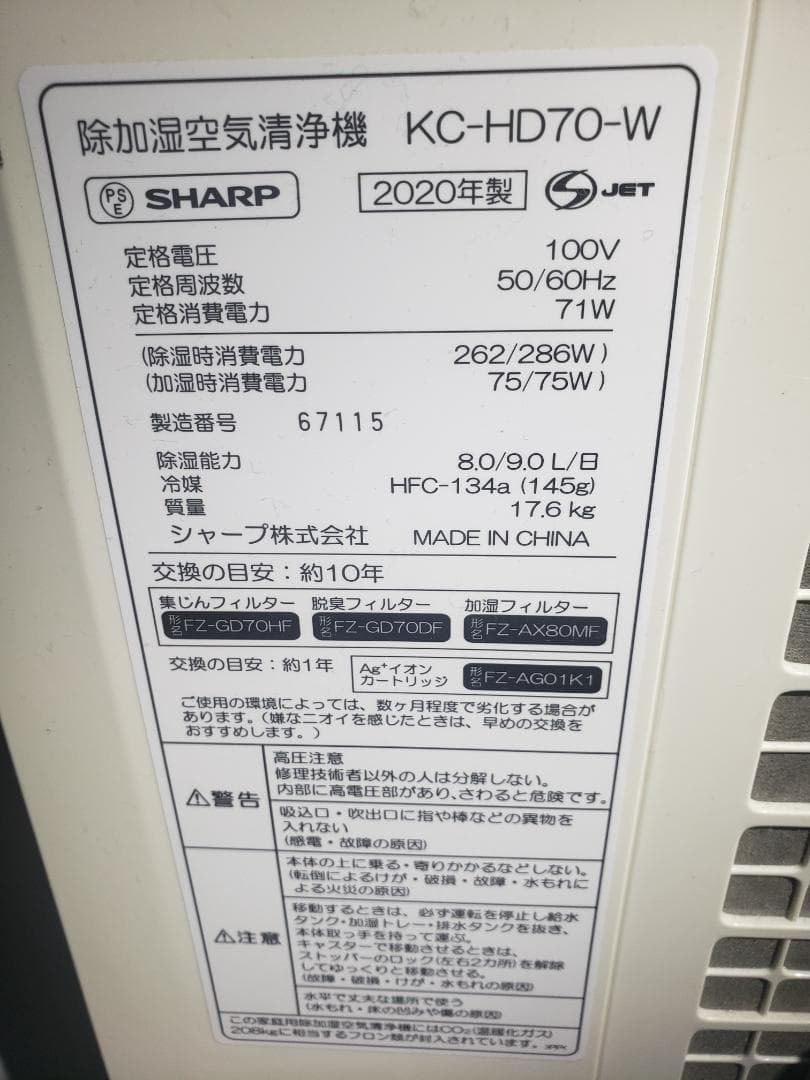 除加湿空気清浄機 KC-HD70-W
PSE SHARP 2020年製 S JET
定格電圧 100V
定格周波数 50/60Hz
定格消費電力 71W
(除湿時消費電力 262/286W)
(加湿時消費電力 75/75W)
製造番号 67115
除湿能力 8.0/9.0 L/日
冷媒 HFC-134a (145g)
質量 17.6 kg
シャープ株式会社 MADE IN CHINA
交換の目安：約10年
集じんフィルター 脱臭フィルター 加湿フィルター
形名 FZ-GD70HF 形名 FZ-GD70DF 形名 FZ-AX80MF
交換の目安：約1年 Ag⁺イオンカートリッジ 形名 FZ-AG01K1
ご使用の環境によっては、数ヶ月程度で劣化する場合が
あります。(嫌なニオイを感じたときは、早めの交換を
おすすめします。)
⚠警告
高圧注意
修理技術者以外の人は分解しない。
内部に高電圧部があり、さわると危険です。
吸込口・吹出口に指や棒などの異物を
入れない
(感電・故障の原因)
⚠注意
本体の上に乗る・寄りかかるなどしない。
(転倒によるけが・破損・故障・水もれに
よる火災の原因)
移動するときは、必ず運転を停止し給水
タンク・加湿トレー・排水タンクを抜き、
本体取っ手を持って運ぶ。
キャスターで移動させるときは、
ストッパーのロック(左右2カ所)を解除
してゆっくりと移動させる。
(故障・破損・けが・水もれの原因)
水平で丈夫な場所で使う
(水もれ・床の凹みや傷の原因)
この家庭用除加湿空気清浄機にはCO₂(温暖化ガス)
208kgに相当するフロン類が封入されています。